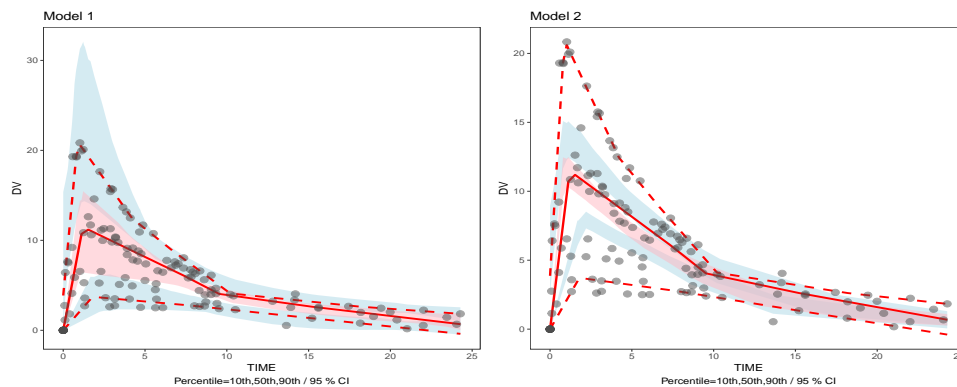 Model 1
30
20
10
0
DV
0 5 10 15 20 25
TIME
Percentile=10th,50th,90th / 95 % CI
Model 2
20
15
10
5
0
DV
0 5 10 15 20 25
TIME
Percentile=10th,50th,90th / 95 % CI